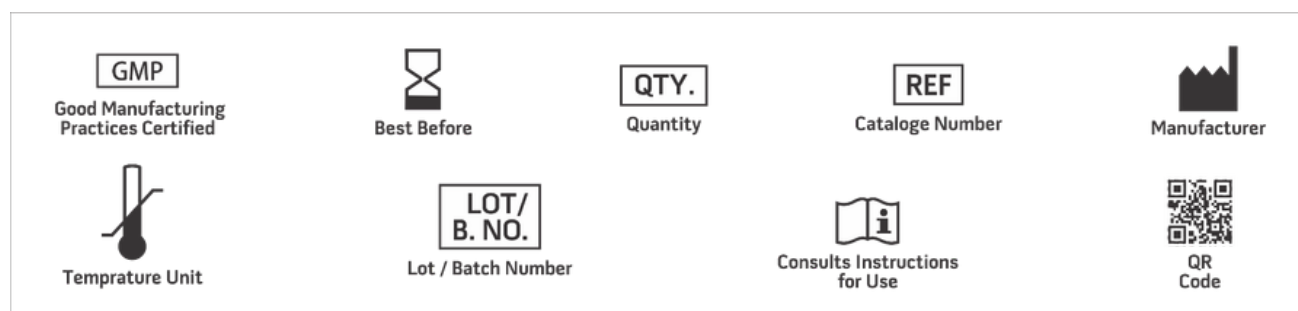 GMP
Good Manufacturing
Practices Certified
Best Before
QTY.
Quantity
REF
Cataloge Number
Manufacturer
Temprature Unit
LOT/
B. NO.
Lot / Batch Number
i
Consults Instructions
for Use
QR
Code